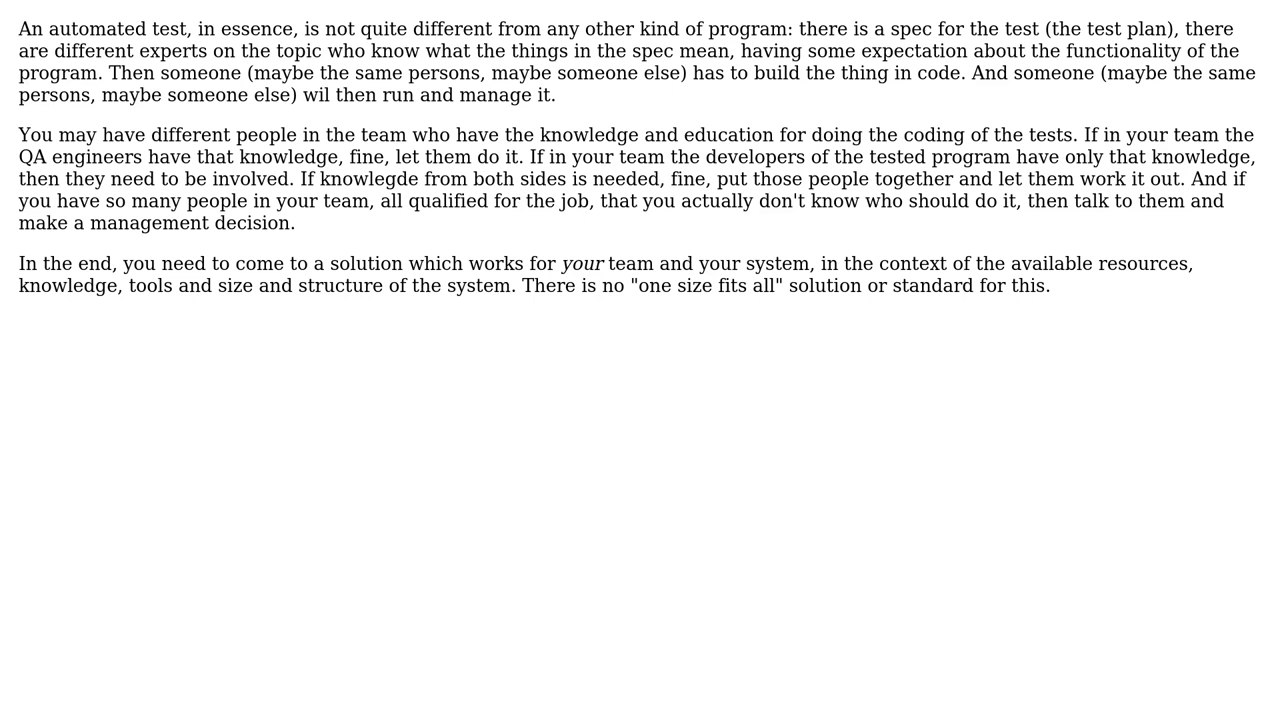 An automated test, in essence, is not quite different from any other kind of program: there is a spec for the test (the test plan), there
are different experts on the topic who know what the things in the spec mean, having some expectation about the functionality of the
program. Then someone (maybe the same persons, maybe someone else) has to build the thing in code. And someone (maybe the same
persons, maybe someone else) wil then run and manage it.
You may have different people in the team who have the knowledge and education for doing the coding of the tests. If in your team the
QA engineers have that knowledge, fine, let them do it. If in your team the developers of the tested program have only that knowledge,
then they need to be involved. If knowlegde from both sides is needed, fine, put those people together and let them work it out. And if
you have so many people in your team, all qualified for the job, that you actually don't know who should do it, then talk to them and
make a management decision.
In the end, you need to come to a solution which works for your team and your system, in the context of the available resources,
knowledge, tools and size and structure of the system. There is no "one size fits all" solution or standard for this.